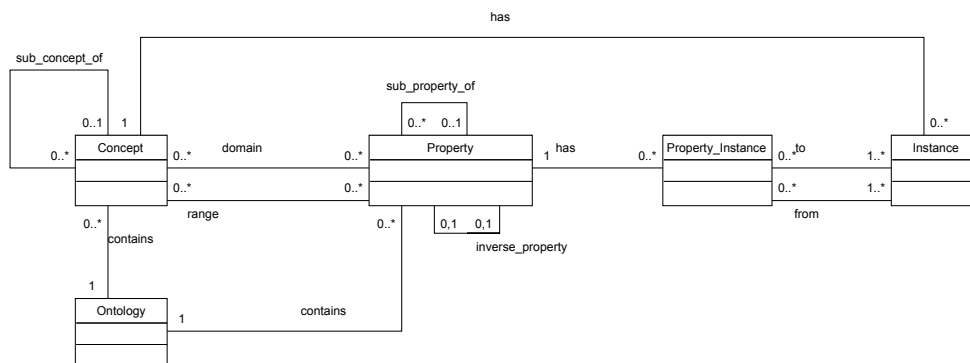 has
sub_concept_of
sub_property_of
0..1 1 0..* 0..1 0..*
Concept Property Property_Instance Instance
0..* 0..* domain 0..* 1 has 0..* 0..* to 1..*
0..* 0..* 0..* 1..*
range from
0..* 0..* 0,1 0,1
contains inverse_property
1
Ontology contains
1